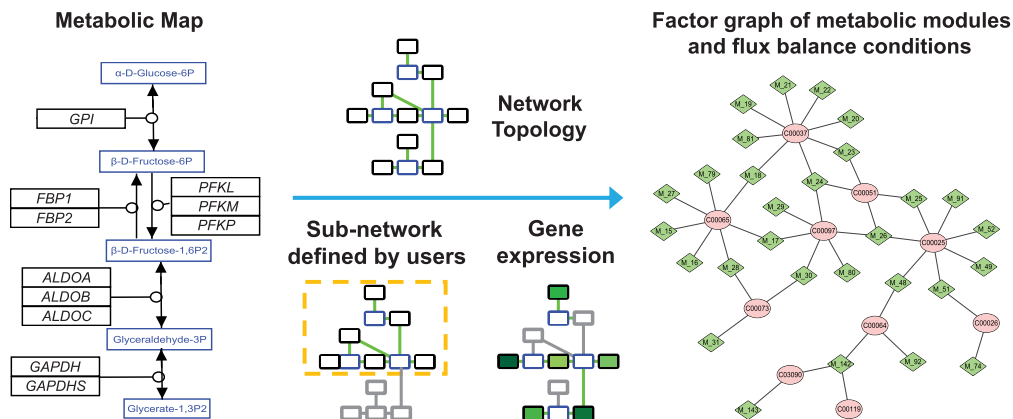 Metabolic Map
α-D-Glucose-6P
GPI
β-D-Fructose-6P
FBP1
FBP2
PFKL
PFKM
PFKP
β-D-Fructose-1,6P2
ALDOA
ALDOB
ALDOC
Glyceraldehyde-3P
GAPDH
GAPDHS
Glycerate-1,3P2
Network
Topology
Sub-network
defined by users
Gene
expression
Factor graph of metabolic modules
and flux balance conditions
M_21
M_22
M_19
M_20
M_81
C00037
M_23
M_79
M_18
M_24
C00051
M_27
M_25
M_91
M_29
C00065
M_15
M_17
C00097
M_26
C00025
M_52
M_16
M_28
M_30
M_80
M_49
M_48
M_51
C00073
C00064
C00026
M_31
M_142
M_92
M_74
C03090
M_143
C00119